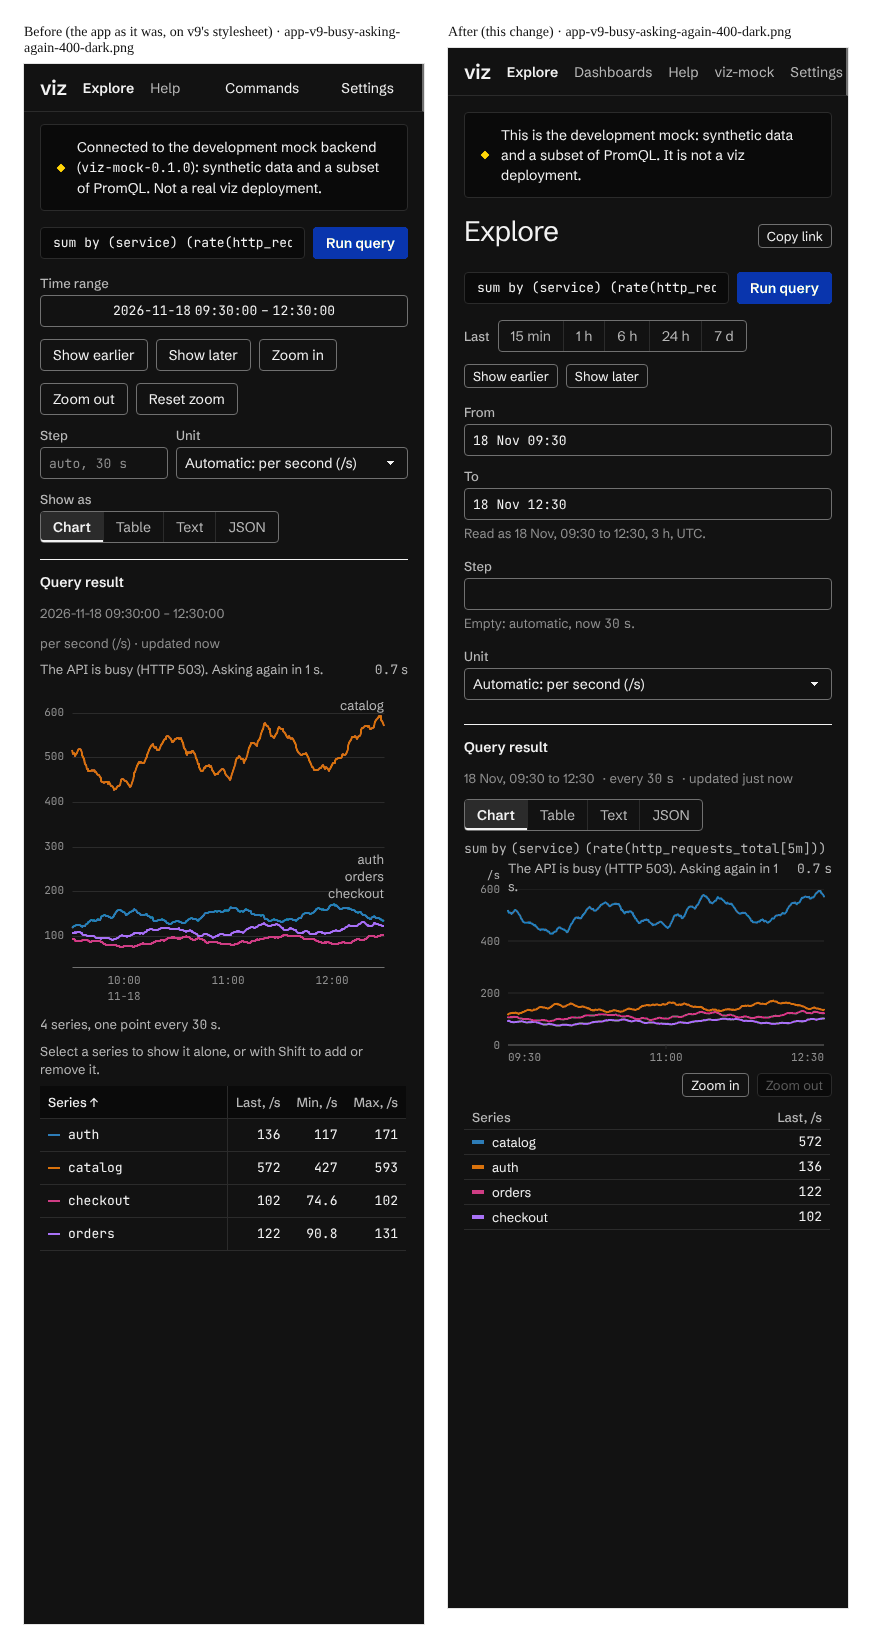 Before (the app as it was, on v9's stylesheet) · app-v9-busy-asking-
again-400-dark.png
viz Explore Help Commands Settings
Connected to the development mock backend
(viz-mock-0.1.0): synthetic data and a subset
of PromQL. Not a real viz deployment.
sum by (service) (rate(http_rec Run query
Time range
2026-11-18 09:30:00 – 12:30:00
Show earlier Show later Zoom in
Zoom out Reset zoom
Step Unit
auto, 30 s Automatic: per second (/s)
Show as
Chart Table Text JSON
Query result
2026-11-18 09:30:00 – 12:30:00
per second (/s) · updated now
The API is busy (HTTP 503). Asking again in 1 s. 0.7 s
catalog
600
500
400
300
auth
200 orders
checkout
100
10:00 11:00 12:00
11-18
4 series, one point every 30 s.
Select a series to show it alone, or with Shift to add or
remove it.
Series ↑ Last, /s Min, /s Max, /s
auth 136 117 171
catalog 572 427 593
checkout 102 74.6 102
orders 122 90.8 131
After (this change) · app-v9-busy-asking-again-400-dark.png
viz Explore Dashboards Help viz-mock Settings
This is the development mock: synthetic data
and a subset of PromQL. It is not a viz
deployment.
Explore Copy link
sum by (service) (rate(http_rec Run query
Last 15 min 1 h 6 h 24 h 7 d
Show earlier Show later
From
18 Nov 09:30
To
18 Nov 12:30
Read as 18 Nov, 09:30 to 12:30, 3 h, UTC.
Step
Empty: automatic, now 30 s.
Unit
Automatic: per second (/s)
Query result
18 Nov, 09:30 to 12:30 · every 30 s · updated just now
Chart Table Text JSON
sum by (service) (rate(http_requests_total[5m]))
The API is busy (HTTP 503). Asking again in 1 0.7 s
s.
/s
600
400
200
0
09:30 11:00 12:30
Zoom in Zoom out
Series Last, /s
catalog 572
auth 136
orders 122
checkout 102